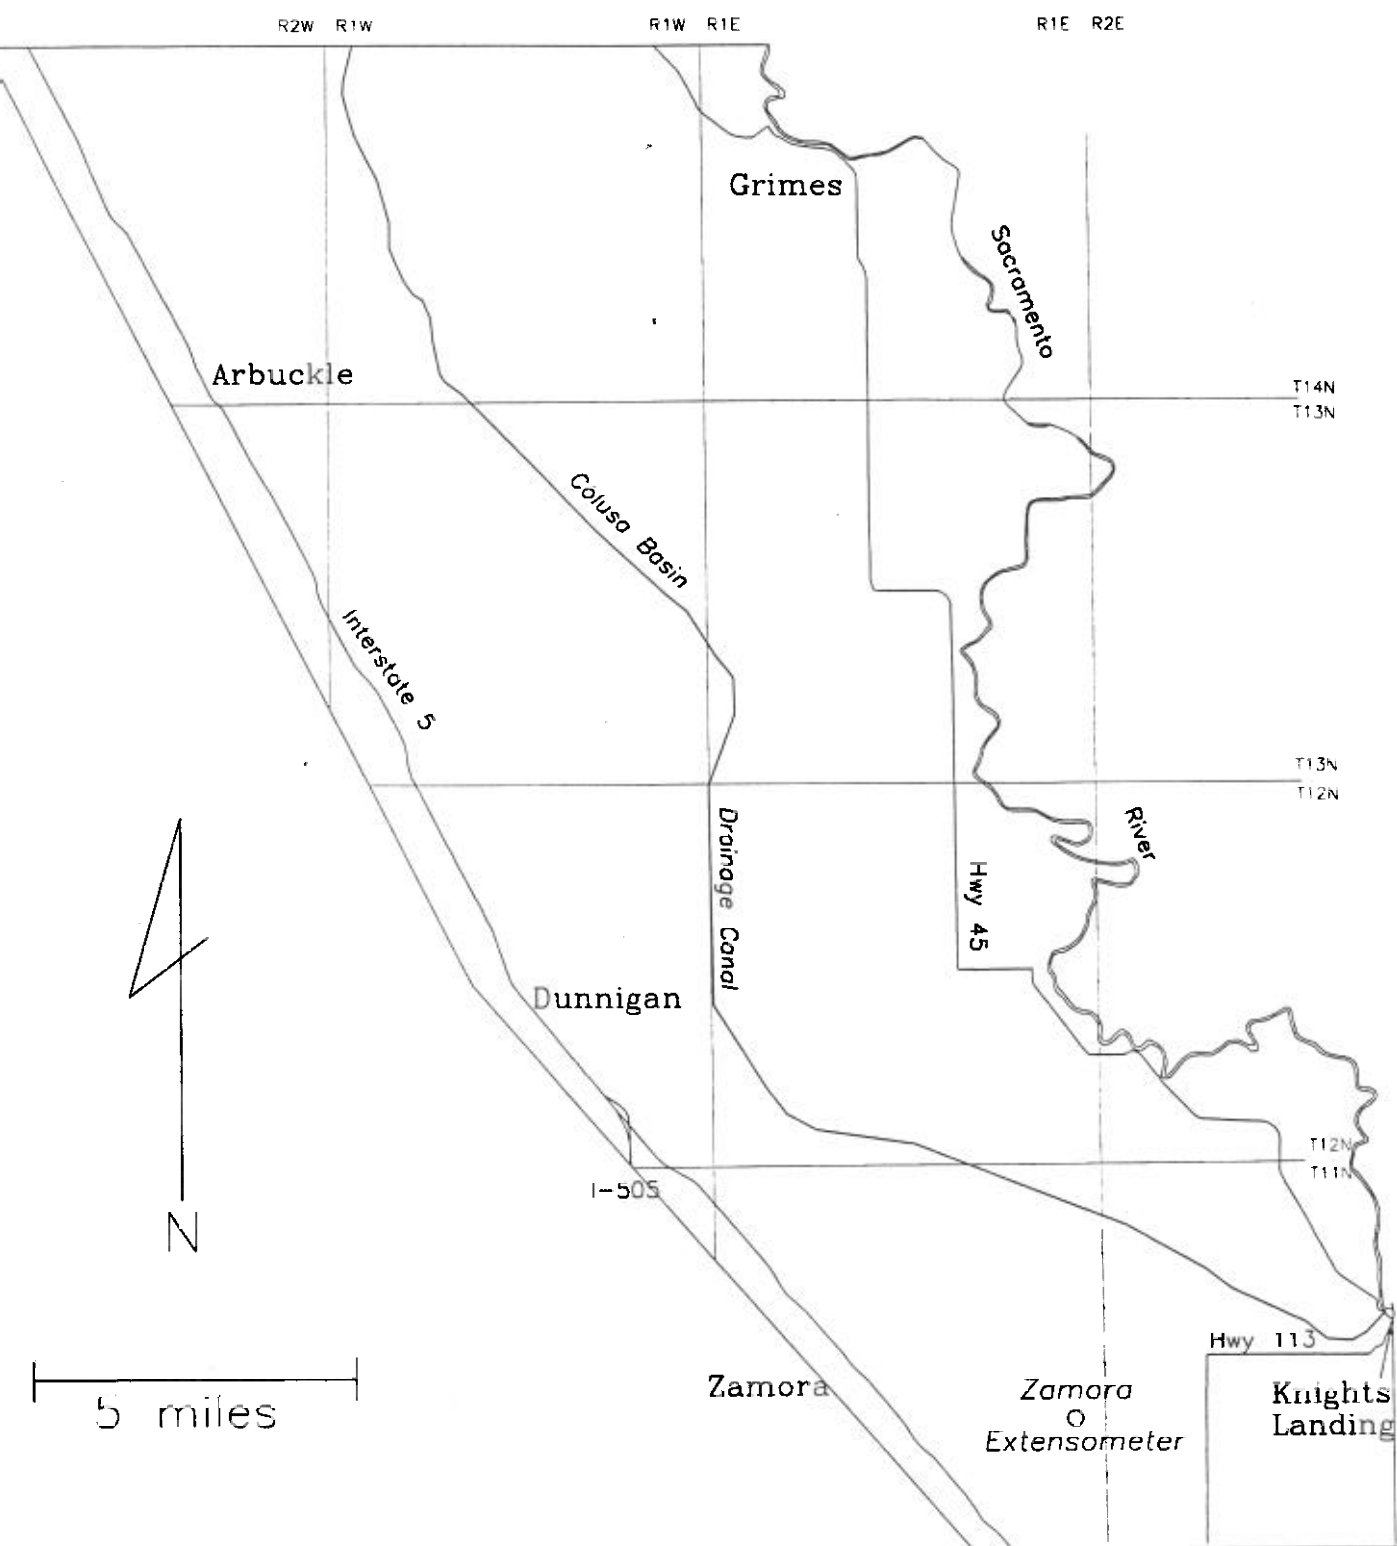 R2W R1W
R1W R1E
R1E R2E
Grimes
Sacramento
Arbuckle
T14N
T13N
Colusa Basin
Interstate 5
T13N
T12N
River
Drainage Canal
Hwy 45
Dunnigan
T12N
T11N
I-505
N
Hwy 113
5 miles
Zamora
Zamora
Extensometer
Knights
Landing